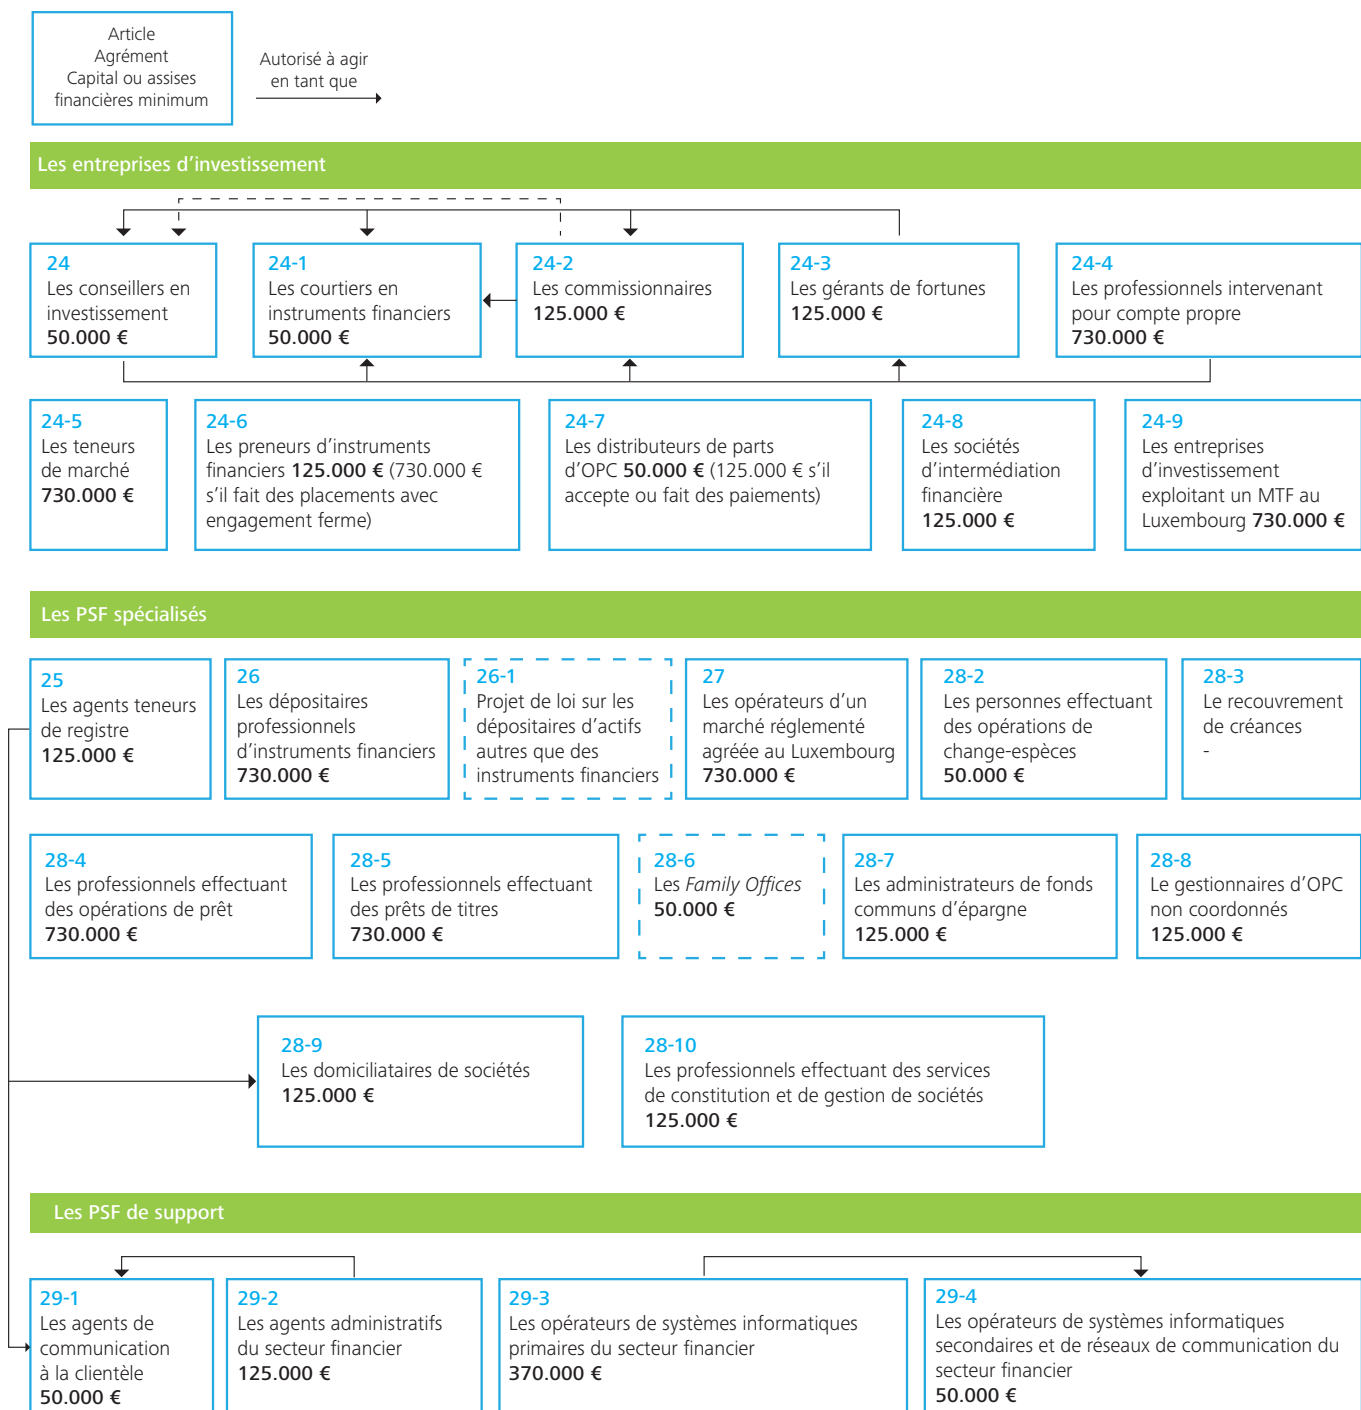 Article
Agrément
Capital ou assises
financières minimum
Autorisé à agir
en tant que
Les entreprises d’investissement
24
Les conseillers en
investissement
50.000 €
24-1
Les courtiers en
instruments financiers
50.000 €
24-2
Les commissionnaires
125.000 €
24-3
Les gérants de fortunes
125.000 €
24-4
Les professionnels intervenant
pour compte propre
730.000 €
24-5
Les teneurs
de marché
730.000 €
24-6
Les preneurs d’instruments
financiers 125.000 € (730.000 €
s’il fait des placements avec
engagement ferme)
24-7
Les distributeurs de parts
d’OPC 50.000 € (125.000 € s’il
accepte ou fait des paiements)
24-8
Les sociétés
d’intermédiation
financière
125.000 €
24-9
Les entreprises
d’investissement
exploitant un MTF au
Luxembourg 730.000 €
Les PSF spécialisés
25
Les agents teneurs
de registre
125.000 €
26
Les dépositaires
professionnels
d’instruments financiers
730.000 €
26-1
Projet de loi sur les
dépositaires d’actifs
autres que des
instruments financiers
27
Les opérateurs d’un
marché réglementé
agréée au Luxembourg
730.000 €
28-2
Les personnes effectuant
des opérations de
change-espèces
50.000 €
28-3
Le recouvrement
de créances
-
28-4
Les professionnels effectuant
des opérations de prêt
730.000 €
28-5
Les professionnels effectuant
des prêts de titres
730.000 €
28-6
Les Family Offices
50.000 €
28-7
Les administrateurs de fonds
communs d’épargne
125.000 €
28-8
Le gestionnaires d’OPC
non coordonnés
125.000 €
28-9
Les domiciliataires de sociétés
125.000 €
28-10
Les professionnels effectuant des services
de constitution et de gestion de sociétés
125.000 €
Les PSF de support
29-1
Les agents de
communication
à la clientèle
50.000 €
29-2
Les agents administratifs
du secteur financier
125.000 €
29-3
Les opérateurs de systèmes informatiques
primaires du secteur financier
370.000 €
29-4
Les opérateurs de systèmes informatiques
secondaires et de réseaux de communication du
secteur financier
50.000 €